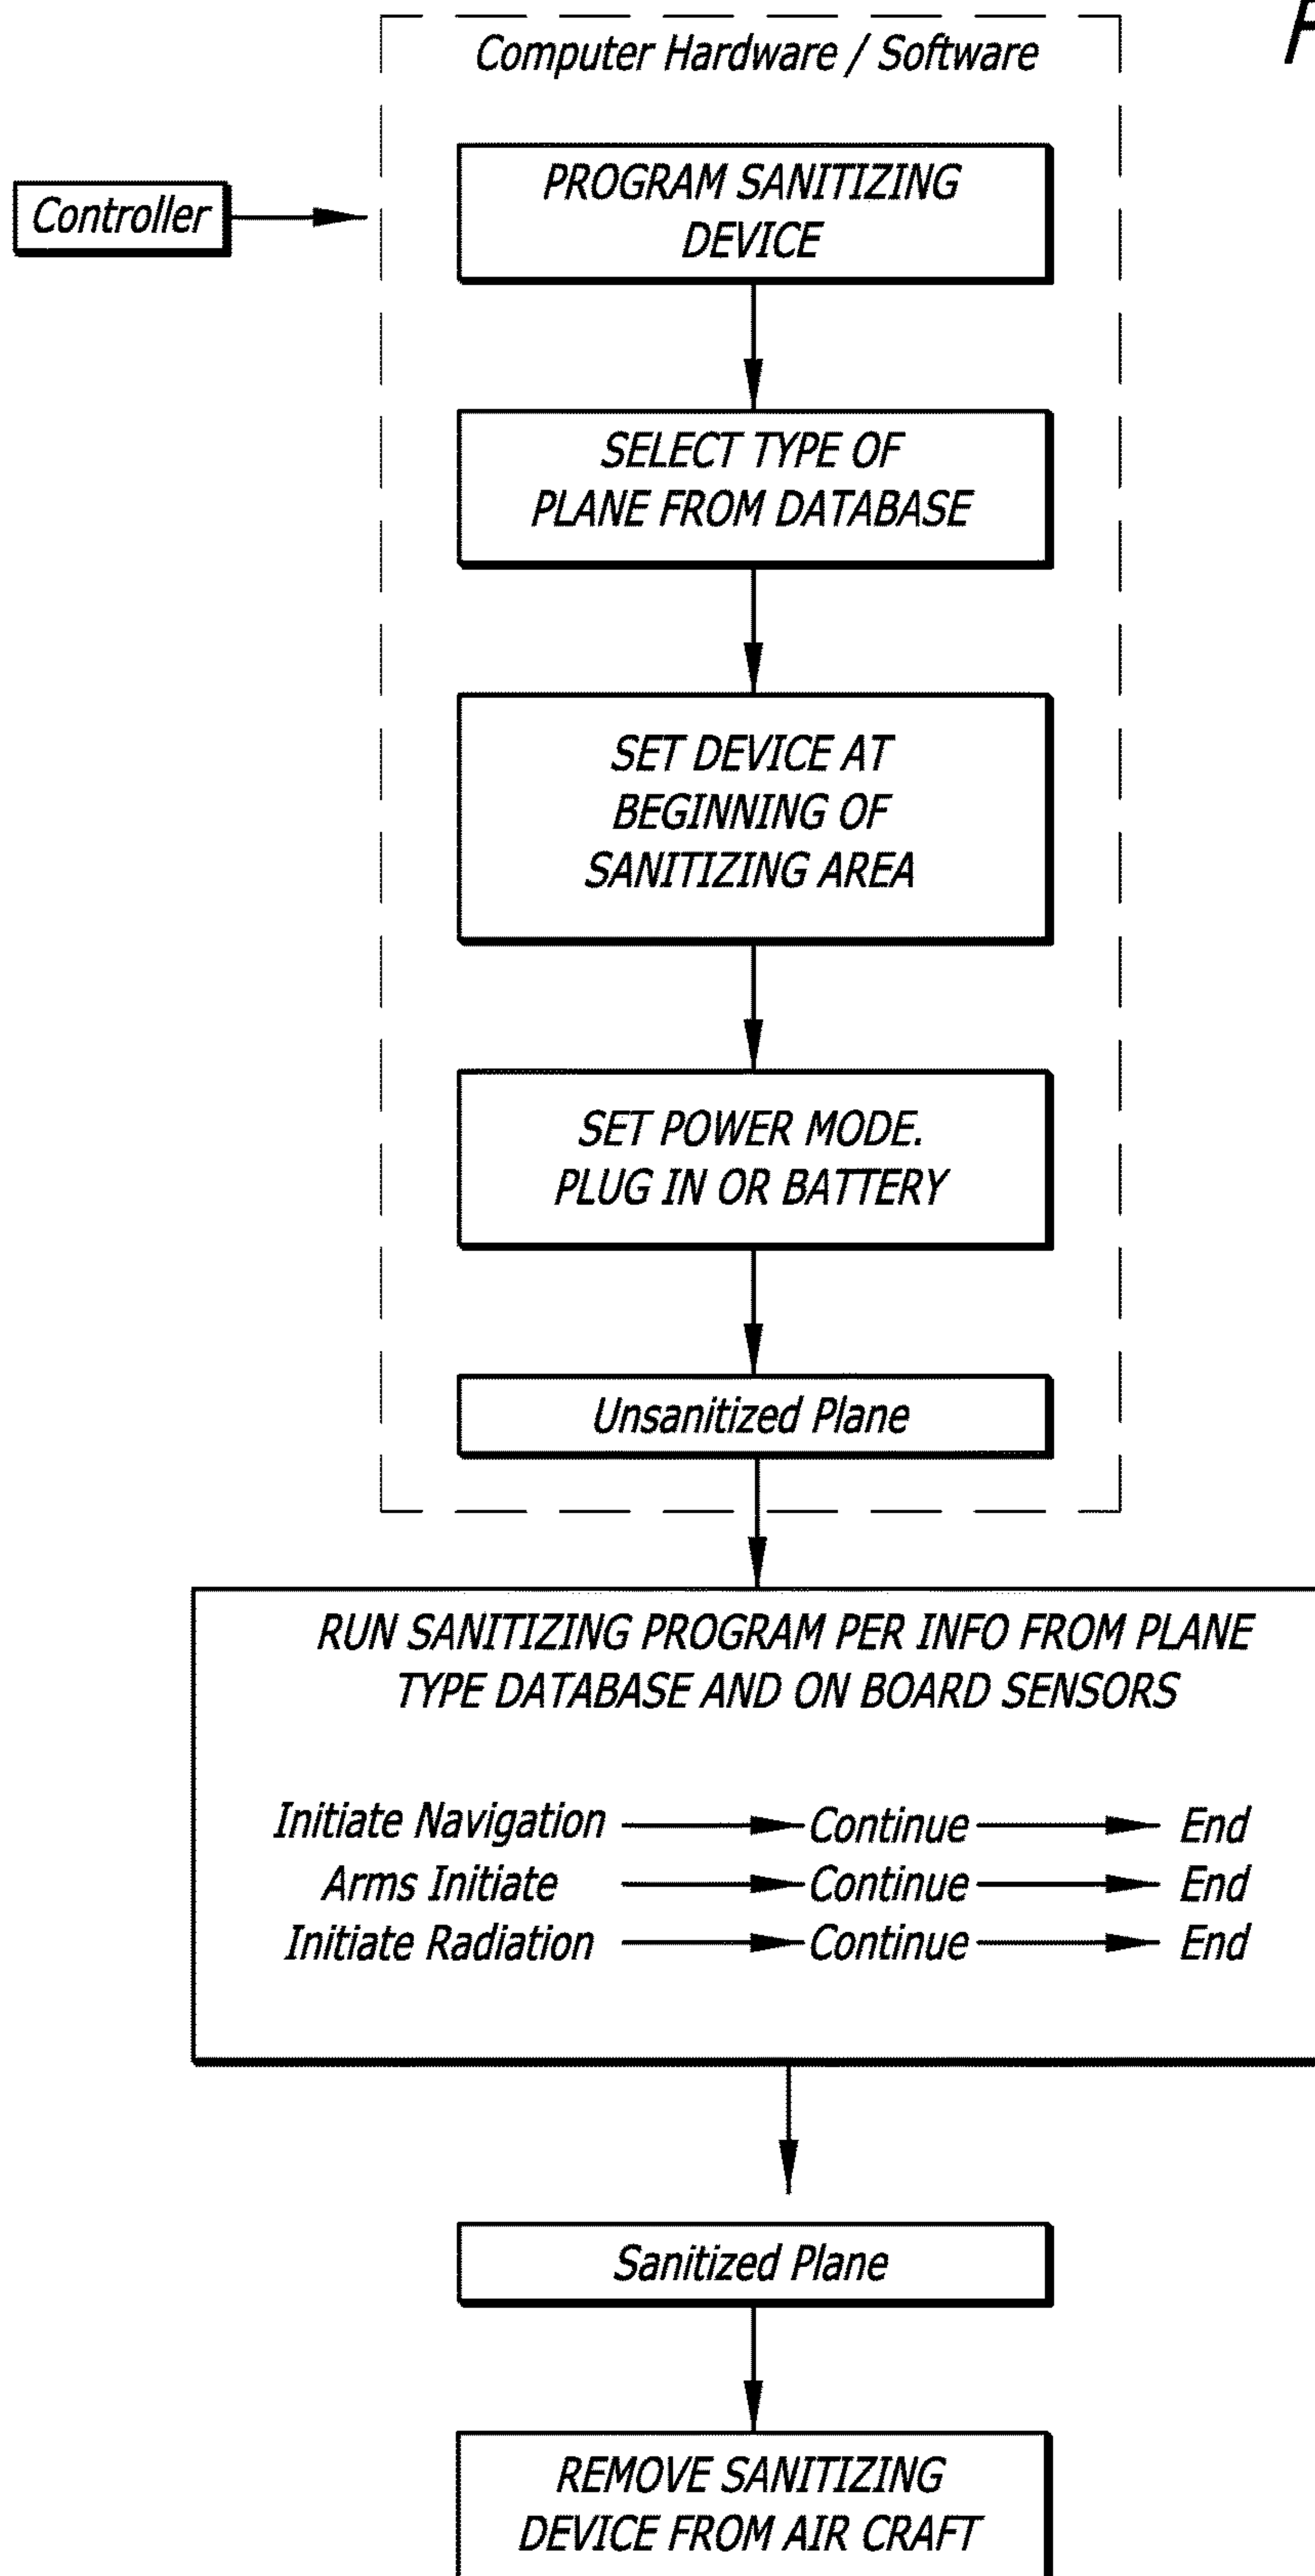 Computer Hardware / Software
Controller
PROGRAM SANITIZING
DEVICE
SELECT TYPE OF
PLANE FROM DATABASE
SET DEVICE AT
BEGINNING OF
SANITIZING AREA
SET POWER MODE.
PLUG IN OR BATTERY
Unsanitized Plane
RUN SANITIZING PROGRAM PER INFO FROM PLANE
TYPE DATABASE AND ON BOARD SENSORS
Initiate Navigation Continue End
Arms Initiate Continue End
Initiate Radiation Continue End
Sanitized Plane
REMOVE SANITIZING
DEVICE FROM AIR CRAFT